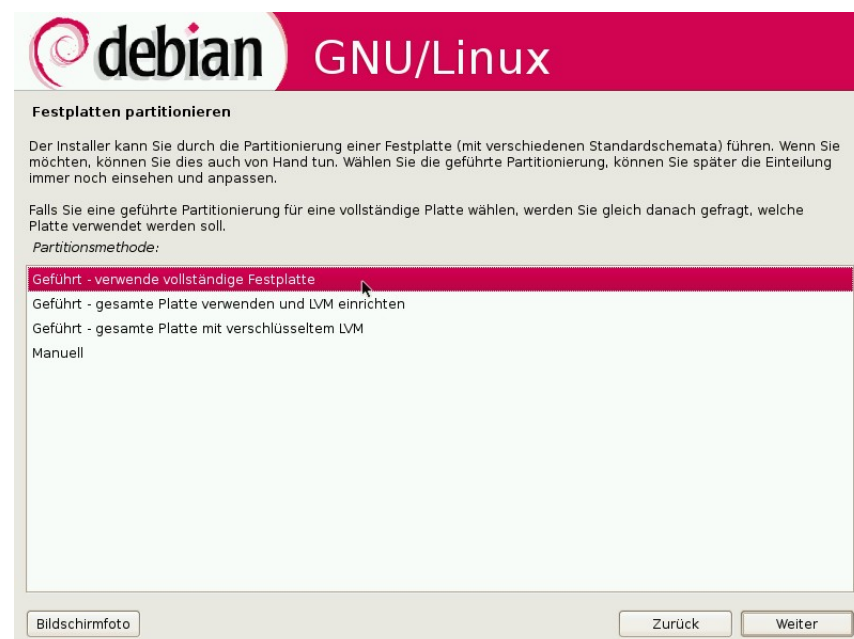 debian GNU/Linux
Festplatten partitionieren
Der Installer kann Sie durch die Partitionierung einer Festplatte (mit verschiedenen Standardschemata) führen. Wenn Sie
möchten, können Sie dies auch von Hand tun. Wählen Sie die geführte Partitionierung, können Sie später die Einteilung
immer noch einsehen und anpassen.
Falls Sie eine geführte Partitionierung für eine vollständige Platte wählen, werden Sie gleich danach gefragt, welche
Platte verwendet werden soll.
Partitionsmethode:
Geführt - verwende vollständige Festplatte
Geführt - gesamte Platte verwenden und LVM einrichten
Geführt - gesamte Platte mit verschlüsseltem LVM
Manuell
Bildschirmfoto Zurück Weiter